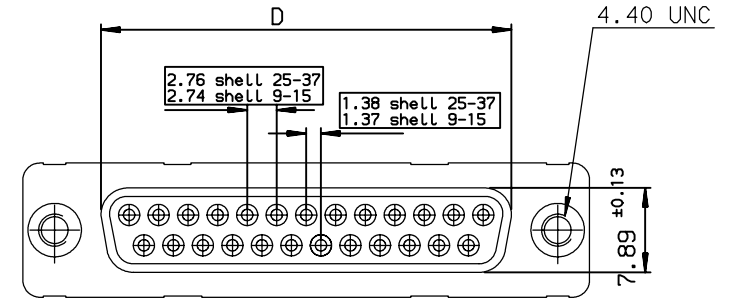 D
4.40 UNC
2.76 shell 25-37
2.74 shell 9-15
1.38 shell 25-37
1.37 shell 9-15
7.89 ±0.13